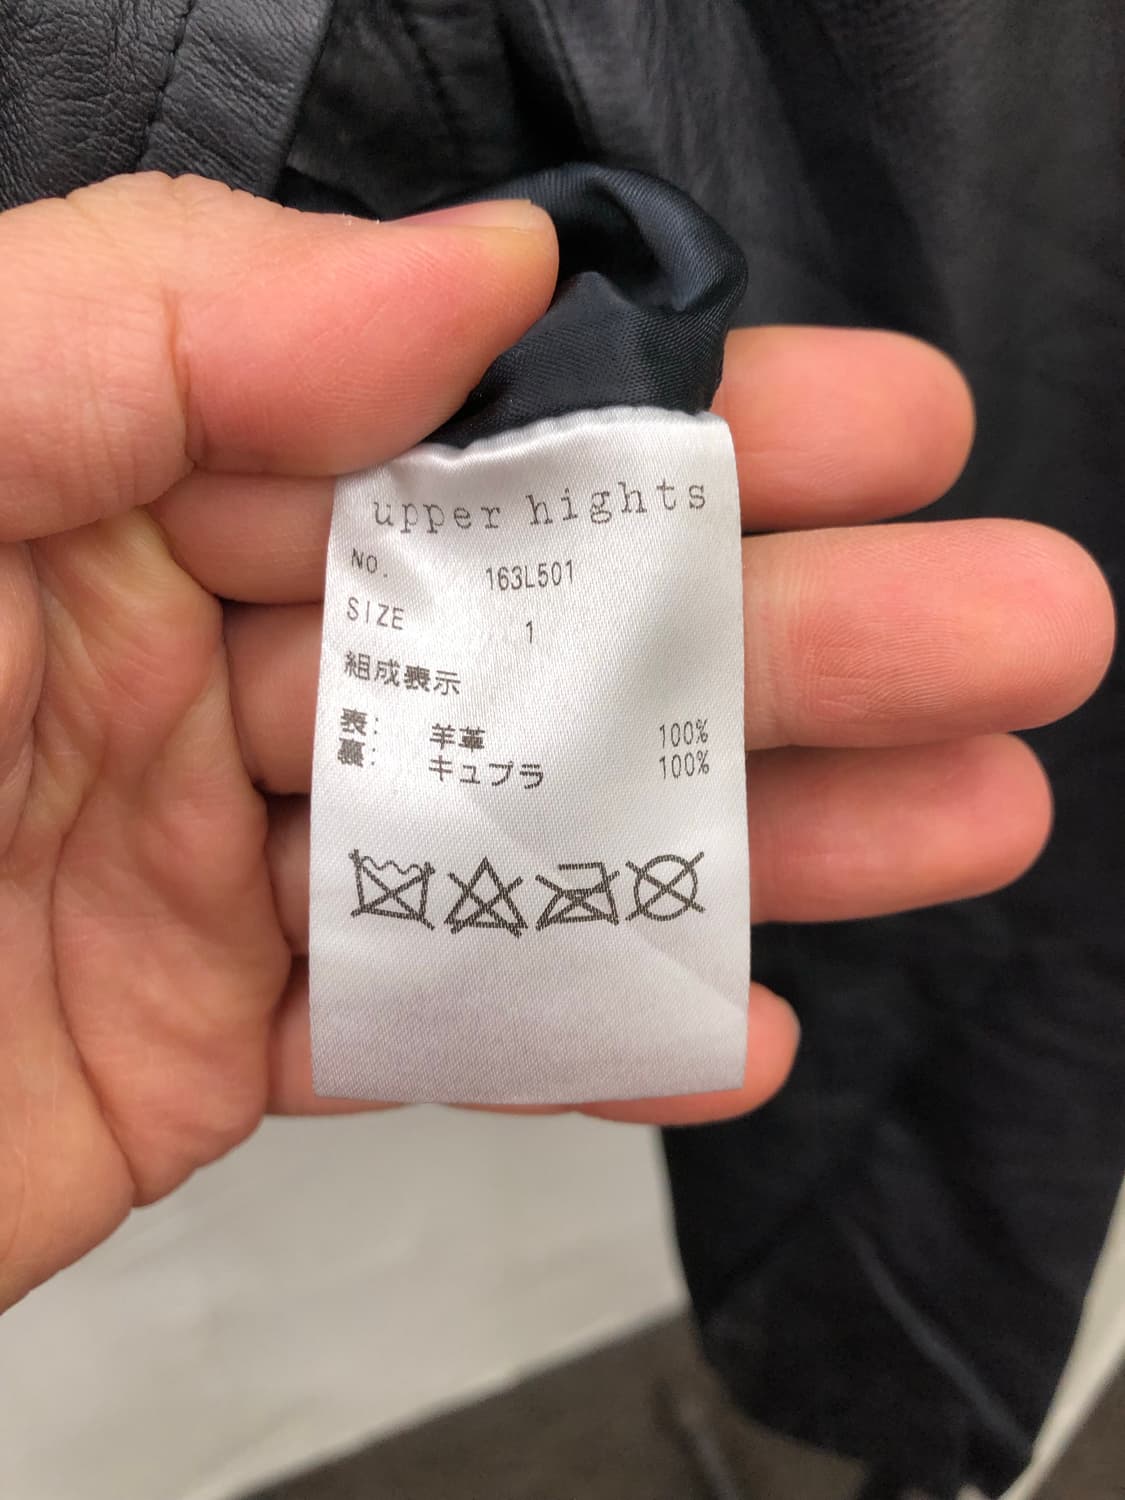 upper hights
NO. 163L501
SIZE 1
組成表示
表: 羊革 100%
裏: キュプラ 100%